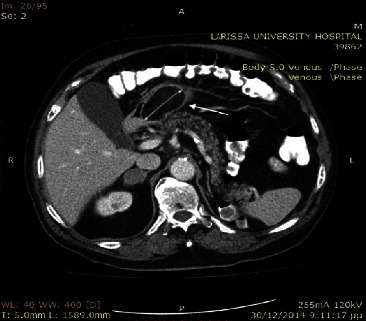 Im: 26/95
Se: 2
A
M
LARISSA UNIVERSITY HOSPITAL
39862
Body 5.0 Venous /Phase
Venous \Phase
R
L
WL: 40 WW: 400 [D]
T: 5.0mm L: 1589.0mm
P
255mA 120kV
30/12/2014 9:11:17 μμ